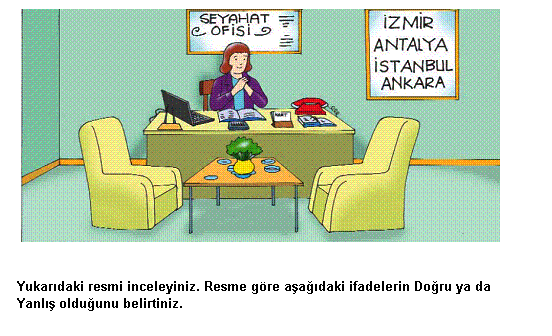 SEYAHAT
OFİSİ
İZMİR
ANTALYA
İSTANBUL
ANKARA
Yukarıdaki resmi inceleyiniz. Resme göre aşağıdaki ifadelerin Doğru ya da
Yanlış olduğunu belirtiniz.